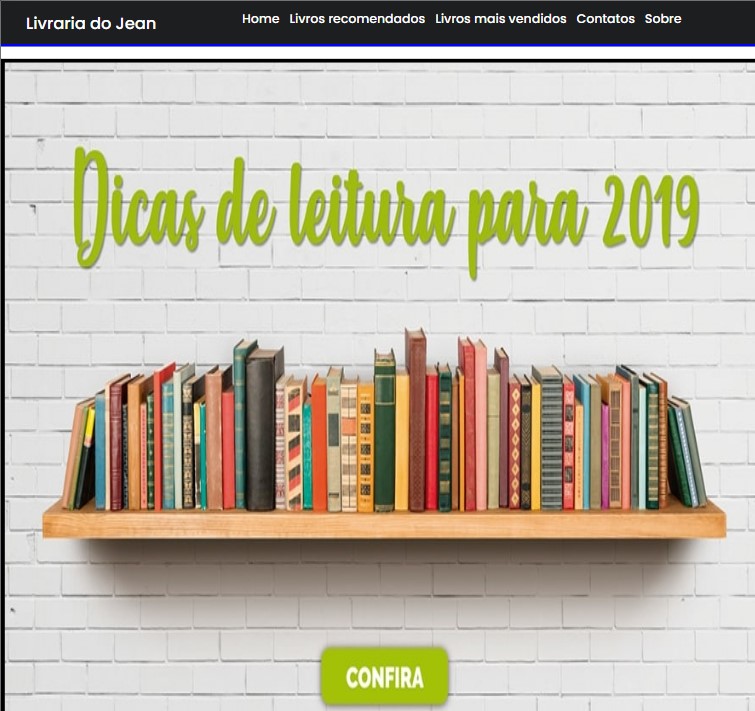 Livraria do Jean
Home Livros recomendados Livros mais vendidos Contatos Sobre
Dicas de leitura para 2019
CONFIRA